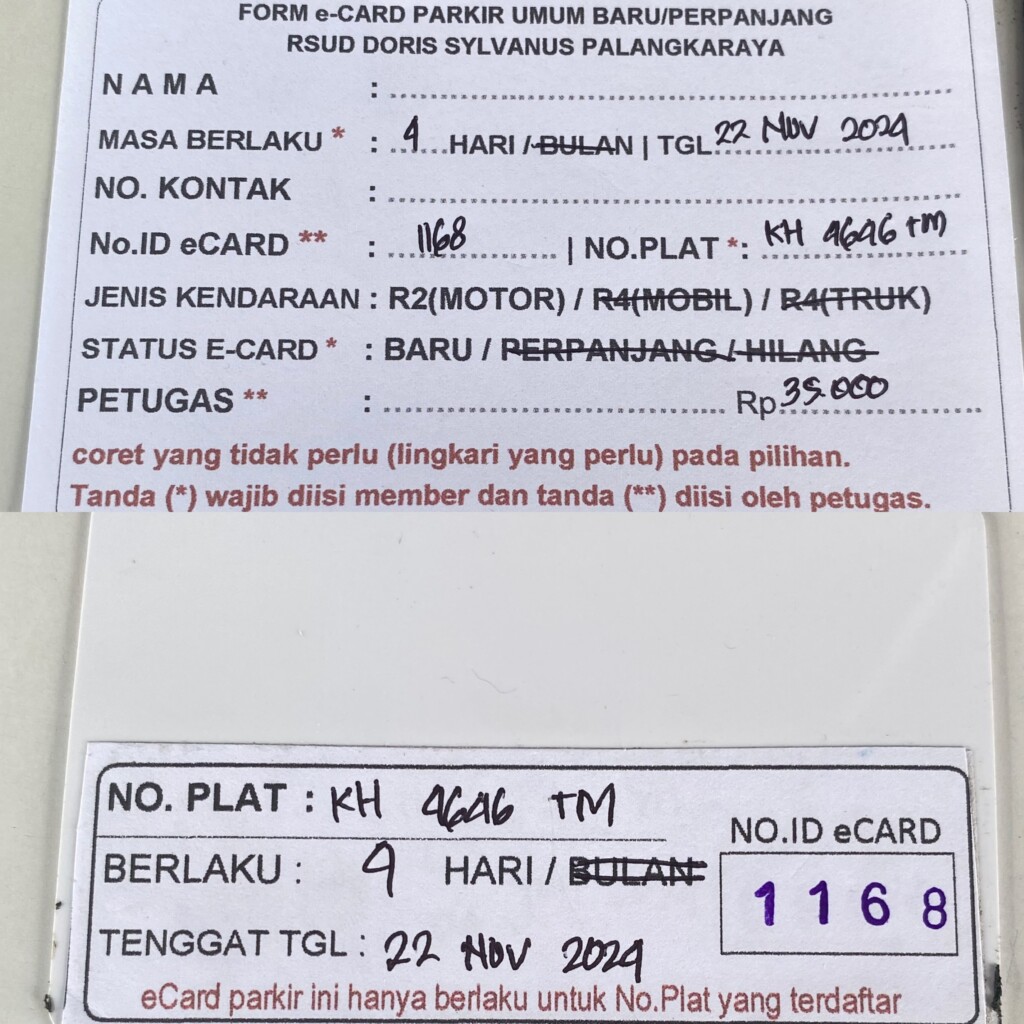 FORM e-CARD PARKIR UMUM BARU/PERPANJANG
RSUD DORIS SYLVANUS PALANGKARAYA
NAMA :
MASA BERLAKU * : 4 HARI / BULAN | TGL 22 NOV 2024
NO. KONTAK :
No.ID eCARD ** : 1168 | NO.PLAT *: KH 4646 TM
JENIS KENDARAAN : R2(MOTOR) / R4(MOBIL) / R4(TRUK)
STATUS E-CARD * : BARU / PERPANJANG / HILANG
PETUGAS ** : Rp 35.000
coret yang tidak perlu (lingkari yang perlu) pada pilihan.
Tanda (*) wajib diisi member dan tanda (**) diisi oleh petugas.
NO. PLAT : KH 4646 TM
NO.ID eCARD
BERLAKU : 4 HARI / BULAN
1168
TENGGAT TGL : 22 NOV 2024
eCard parkir ini hanya berlaku untuk No.Plat yang terdaftar